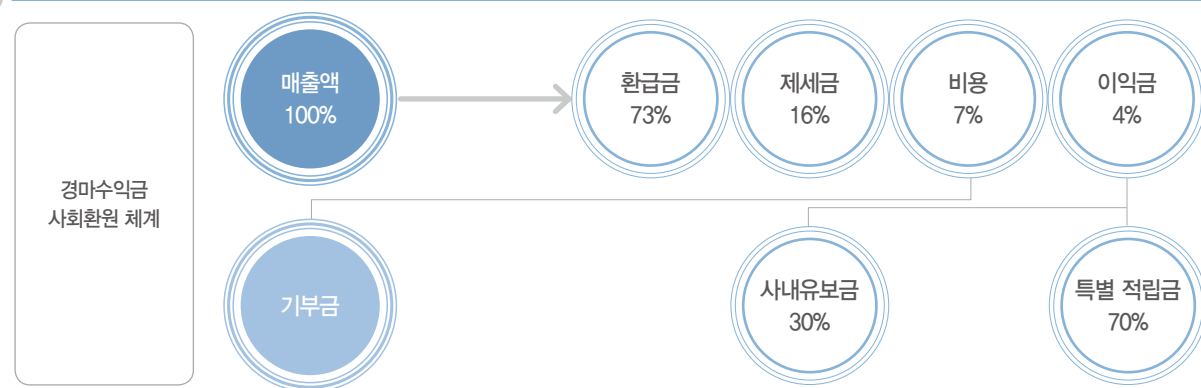 경마수익금
사회환원 체계
매출액
100%
환급금
73%
제세금
16%
비용
7%
이익금
4%
기부금
사내유보금
30%
특별 적립금
70%